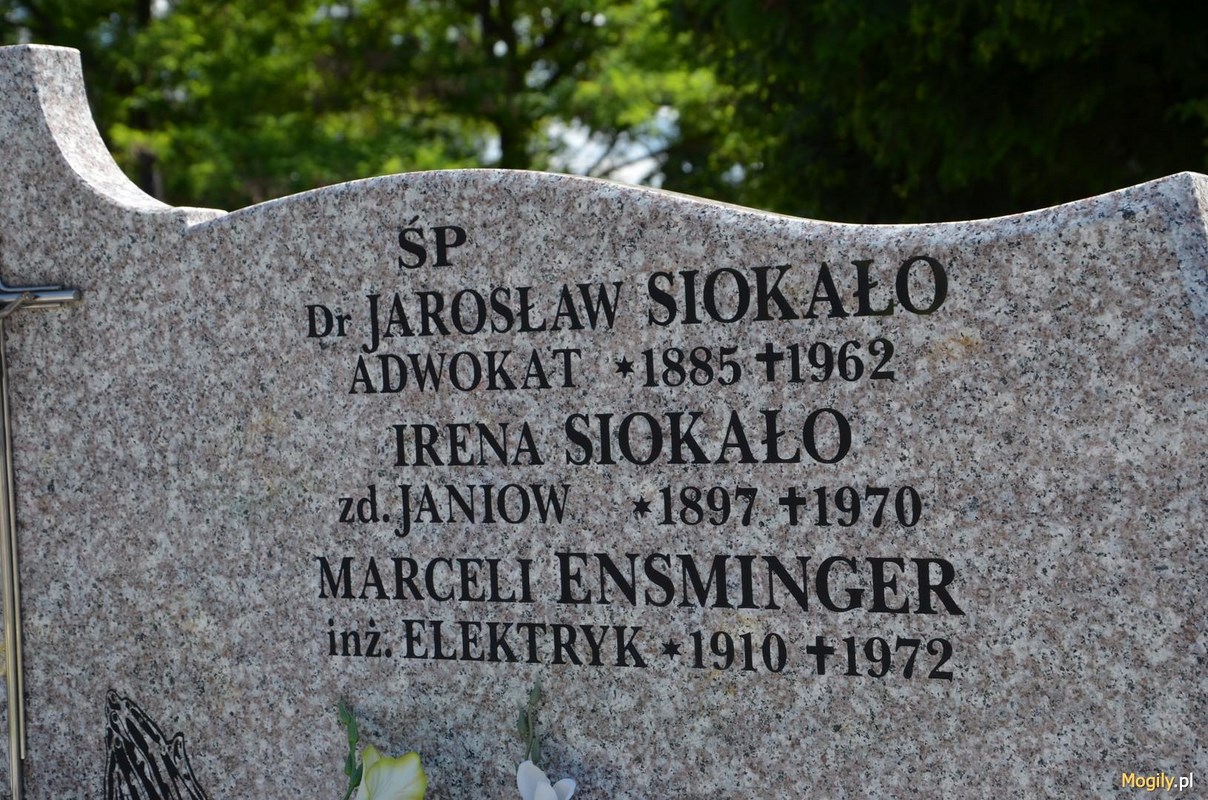 ŚP
Dr JAROSŁAW SIOKAŁO
ADWOKAT *1885 ✝1962
IRENA SIOKAŁO
zd. JANIOW *1897 ✝1970
MARCELI ENSMINGER
inż. ELEKTRYK *1910 ✝1972
Mogily.pl